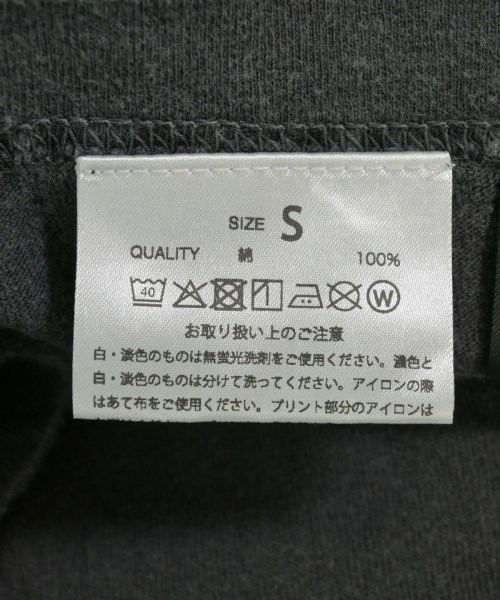 SIZE S
QUALITY 綿 100%
40 W
お取り扱い上のご注意
白・淡色のものは無蛍光洗剤をご使用ください。濃色と
白・淡色のものは分けて洗ってください。アイロンの際
はあて布をご使用ください。プリント部分のアイロンは